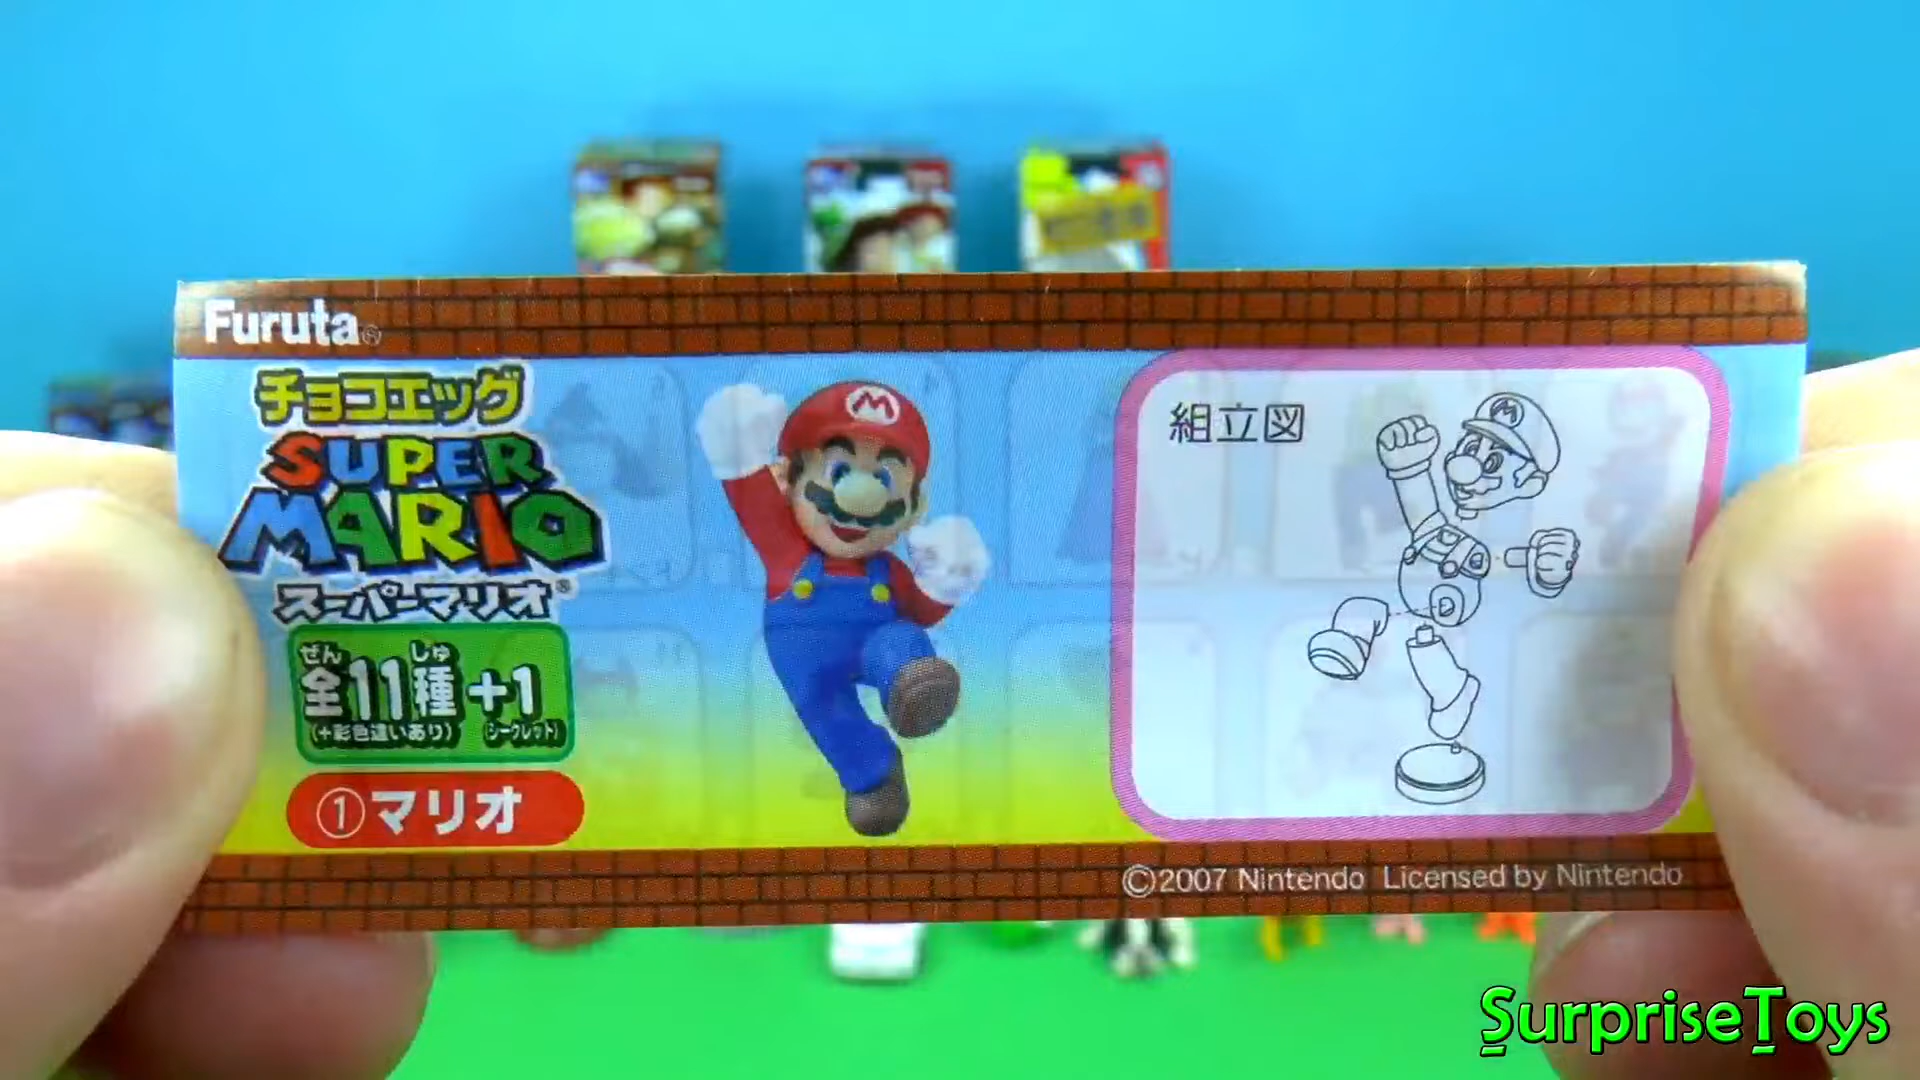 Furuta®
チョコエッグ
SUPER
MARIO
スーパーマリオ®
ぜん しゅ
全11種+1
(+彩色違いあり) (シークレット)
①マリオ
組立図
©2007 Nintendo Licensed by Nintendo
SurpriseToys